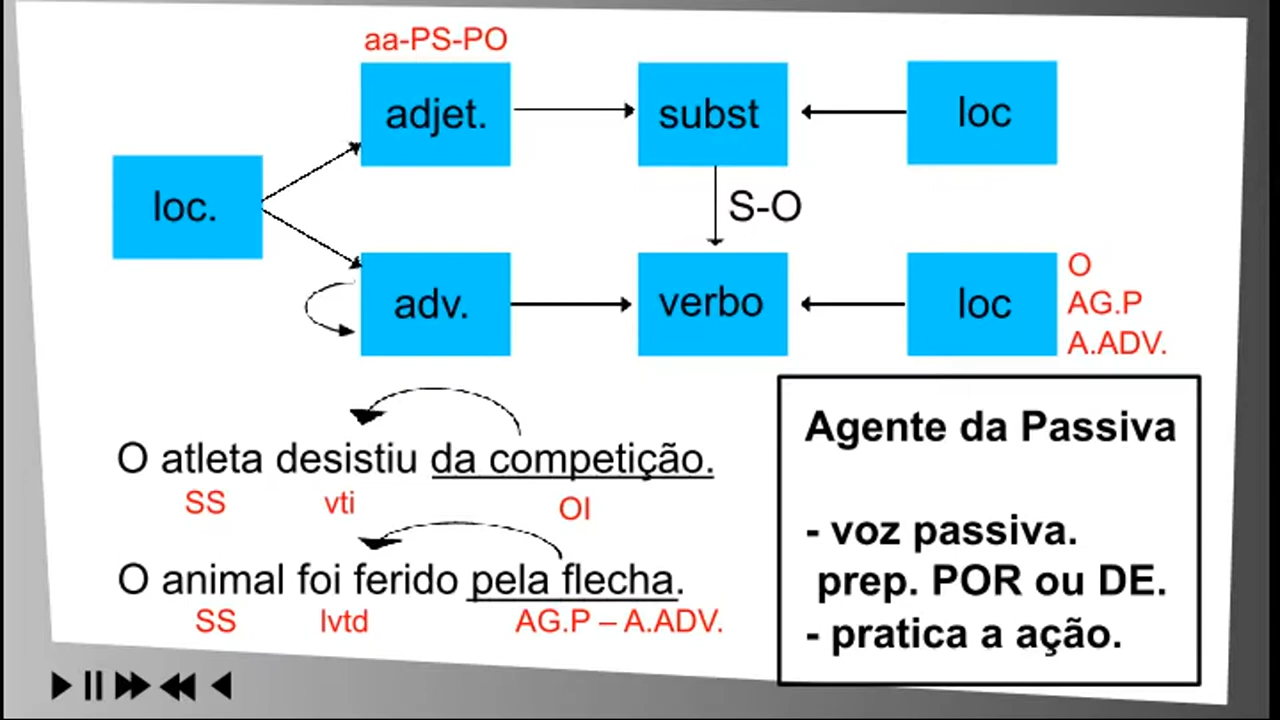 aa-PS-PO
adjet.
subst
loc
loc.
S-O
adv.
verbo
loc
O
AG.P
A.ADV.
O atleta desistiu da competição.
SS vti OI
O animal foi ferido pela flecha.
SS lvtd AG.P – A.ADV.
Agente da Passiva
- voz passiva.
prep. POR ou DE.
- pratica a ação.